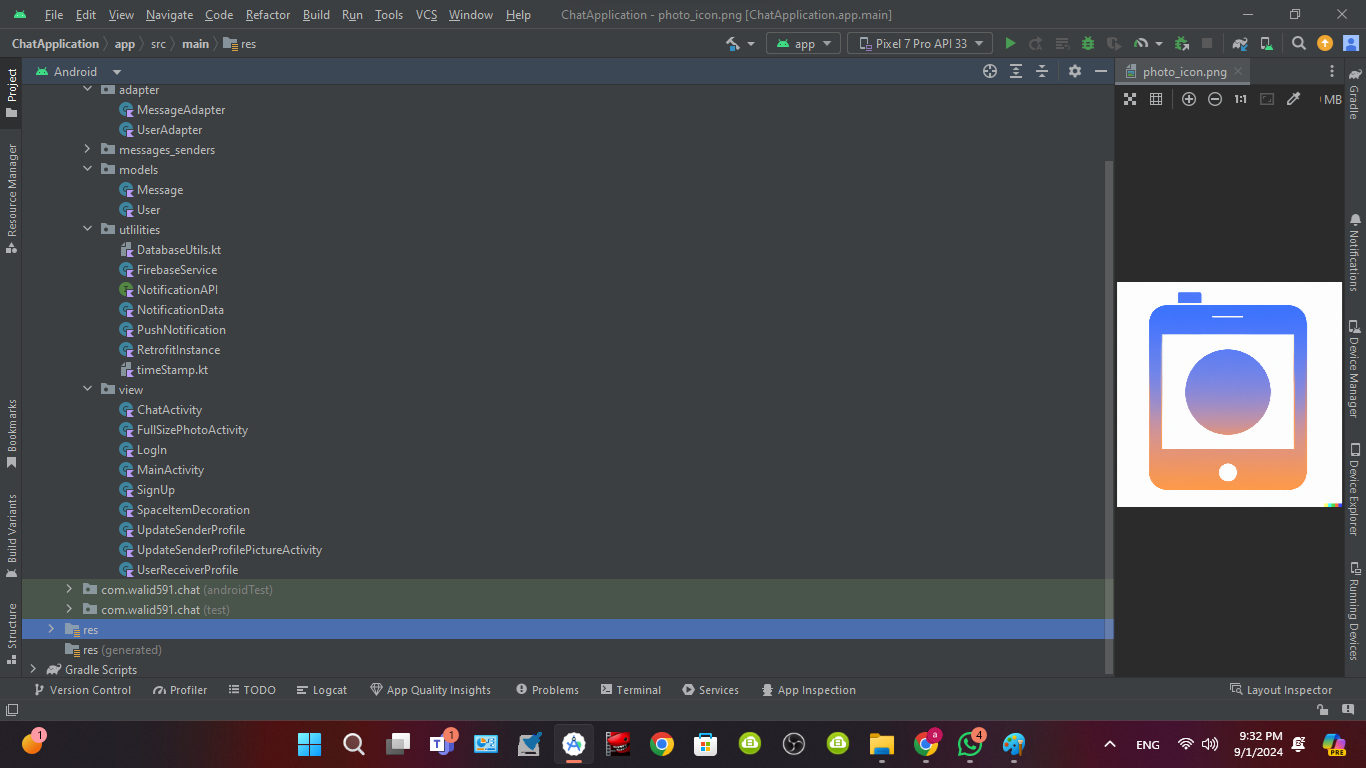 File Edit View Navigate Code Refactor Build Run Tools VCS Window Help ChatApplication - photo_icon.png [ChatApplication.app.main]
ChatApplication app src main res app Pixel 7 Pro API 33
Android photo_icon.png
1:1 MB
adapter
MessageAdapter
UserAdapter
messages_senders
models
Message
User
utlilities
DatabaseUtils.kt
FirebaseService
NotificationAPI
NotificationData
PushNotification
RetrofitInstance
timeStamp.kt
view
ChatActivity
FullSizePhotoActivity
LogIn
MainActivity
SignUp
SpaceItemDecoration
UpdateSenderProfile
UpdateSenderProfilePictureActivity
UserReceiverProfile
com.walid591.chat (androidTest)
com.walid591.chat (test)
res
res (generated)
Gradle Scripts
Project
Resource Manager
Bookmarks
Build Variants
Structure
Gradle
Notifications
Device Manager
Device Explorer
Running Devices
Version Control Profiler TODO Logcat App Quality Insights Problems Terminal Services App Inspection Layout Inspector
1 1 a 4 ENG 9:32 PM
9/1/2024 PRE